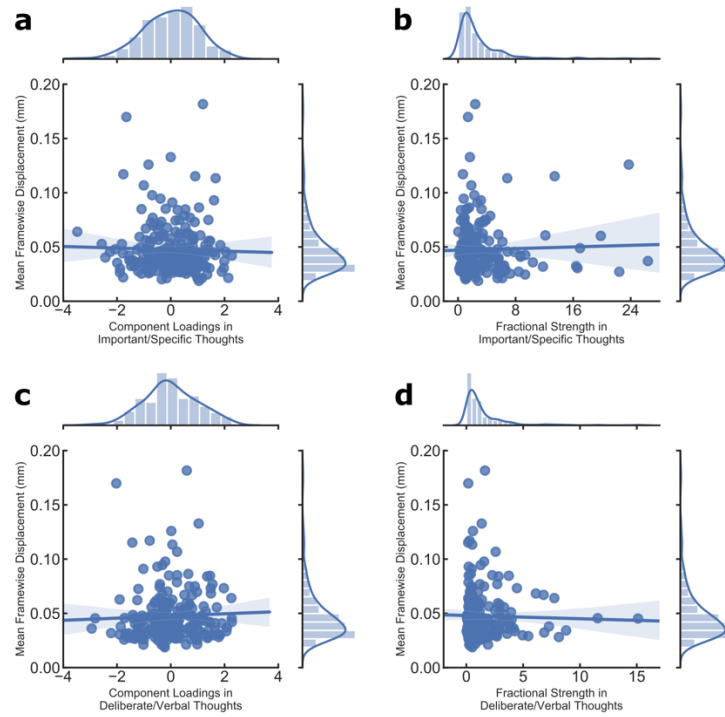 a
0.20
0.15
0.10
0.05
0.00
Mean Framewise Displacement (mm)
−4 −2 0 2 4
Component Loadings in
Important/Specific Thoughts
b
0.20
0.15
0.10
0.05
0.00
Mean Framewise Displacement (mm)
0 8 16 24
Fractional Strength in
Important/Specific Thoughts
c
0.20
0.15
0.10
0.05
0.00
Mean Framewise Displacement (mm)
−4 −2 0 2 4
Component Loadings in
Deliberate/Verbal Thoughts
d
0.20
0.15
0.10
0.05
0.00
Mean Framewise Displacement (mm)
0 5 10 15
Fractional Strength in
Deliberate/Verbal Thoughts